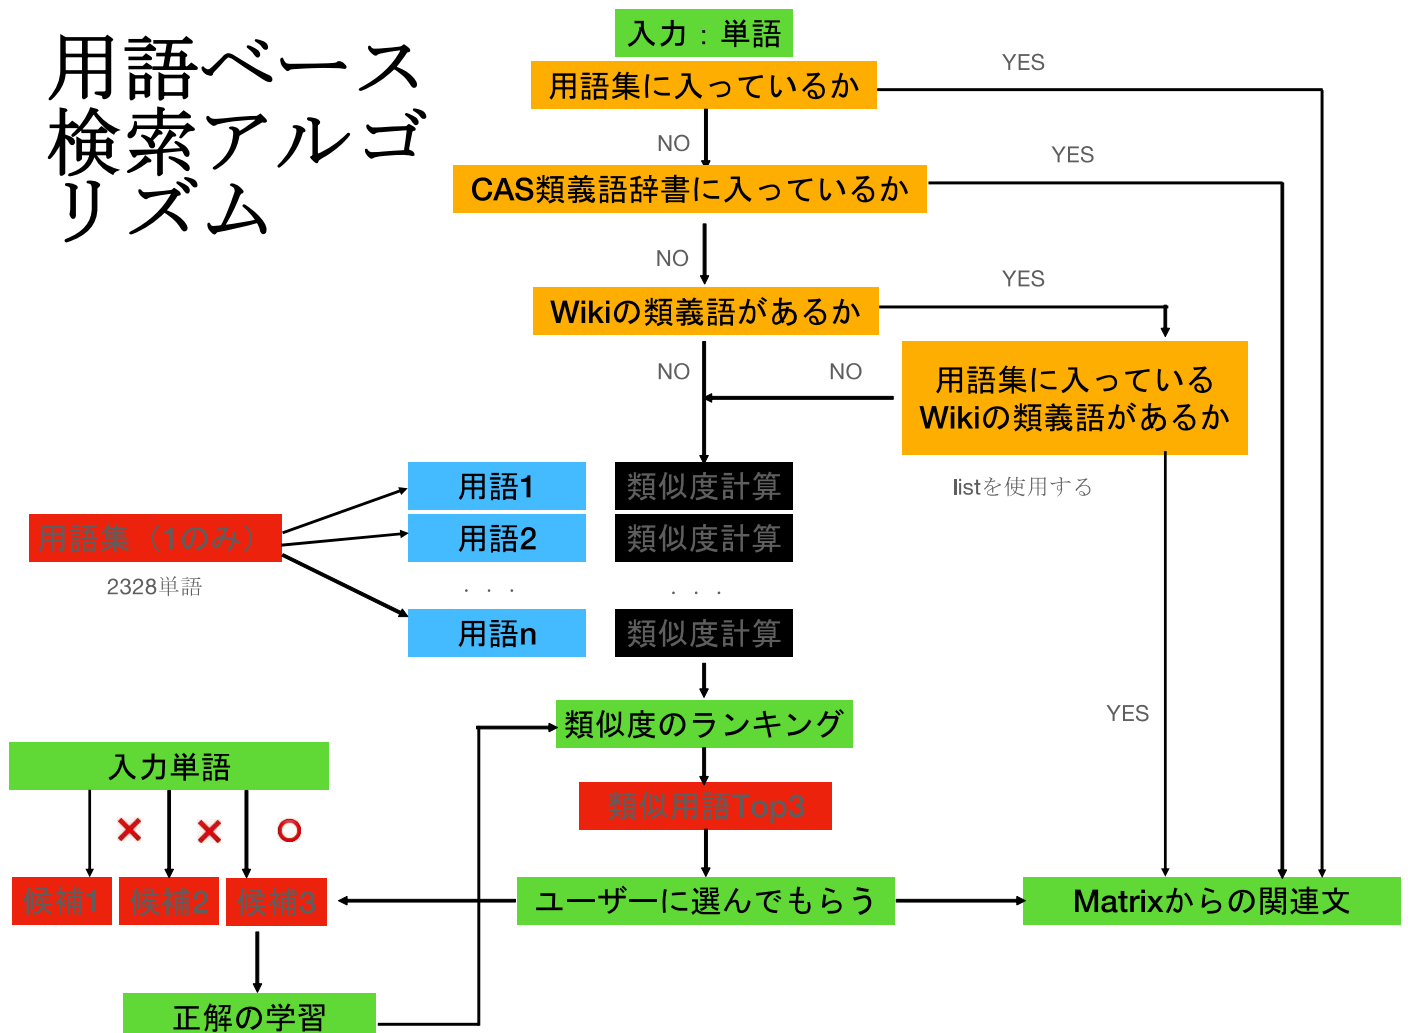 用語ベース
検索アルゴ
リズム
入力：単語
用語集に入っているか
YES
NO
CAS類義語辞書に入っているか
YES
NO
Wikiの類義語があるか
YES
NO
NO
用語集に入っている
Wikiの類義語があるか
listを使用する
用語集（1のみ）
2328単語
用語1
類似度計算
用語2
類似度計算
. . .
. . .
用語n
類似度計算
YES
類似度のランキング
類似用語Top3
ユーザーに選んでもらう
Matrixからの関連文
入力単語
候補1
候補2
候補3
正解の学習